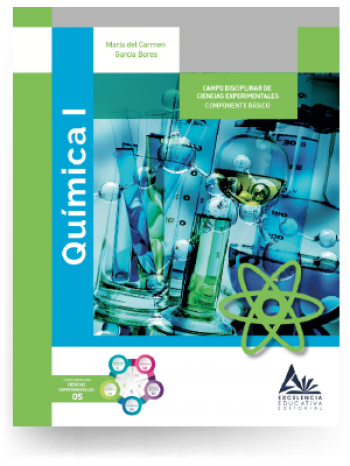 María del Carmen
García Bores
CAMPO DISCIPLINAR DE
CIENCIAS EXPERIMENTALES
COMPONENTE BÁSICO
Química I
CIENCIAS
EXPERIMENTALES
05
EXCELENCIA
EDUCATIVA
EDITORIAL